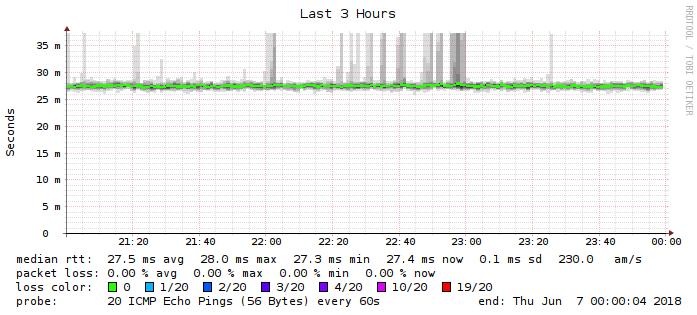 Last 3 Hours
RRDTOOL / TOBI OETIKER
Seconds
35 m
30 m
25 m
20 m
15 m
10 m
5 m
0
21:20 21:40 22:00 22:20 22:40 23:00 23:20 23:40 00:00
median rtt: 27.5 ms avg 28.0 ms max 27.3 ms min 27.4 ms now 0.1 ms sd 230.0 am/s
packet loss: 0.00 % avg 0.00 % max 0.00 % min 0.00 % now
loss color: 0 1/20 2/20 3/20 4/20 10/20 19/20
probe: 20 ICMP Echo Pings (56 Bytes) every 60s end: Thu Jun 7 00:00:04 2018